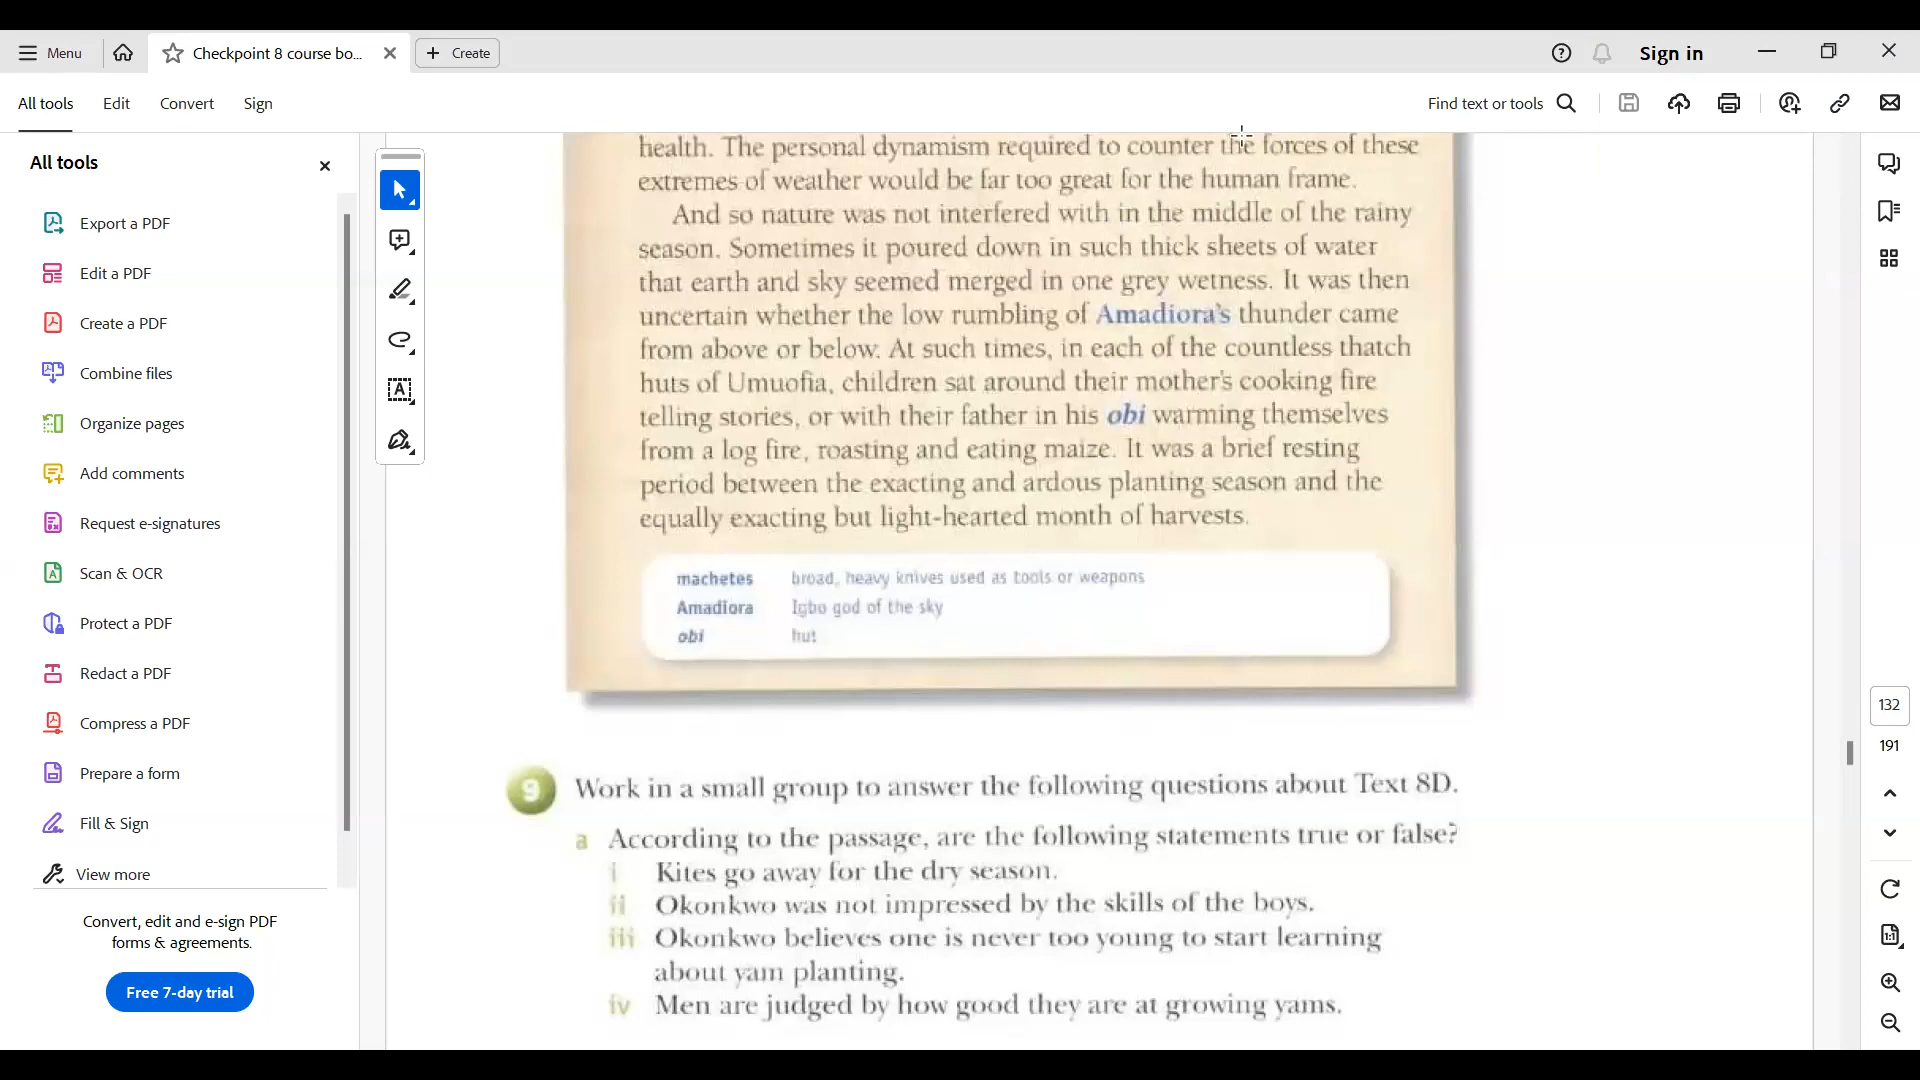 Menu
Checkpoint 8 course bo...
Create
Sign in
All tools
Edit
Convert
Sign
Find text or tools
All tools
Export a PDF
Edit a PDF
Create a PDF
Combine files
Organize pages
Add comments
Request e-signatures
Scan & OCR
Protect a PDF
Redact a PDF
Compress a PDF
Prepare a form
Fill & Sign
View more
Convert, edit and e-sign PDF
forms & agreements.
Free 7-day trial
health. The personal dynamism required to counter the forces of these
extremes of weather would be far too great for the human frame.
And so nature was not interfered with in the middle of the rainy
season. Sometimes it poured down in such thick sheets of water
that earth and sky seemed merged in one grey wetness. It was then
uncertain whether the low rumbling of Amadiora's thunder came
from above or below. At such times, in each of the countless thatch
huts of Umuofia, children sat around their mother's cooking fire
telling stories, or with their father in his obi warming themselves
from a log fire, roasting and eating maize. It was a brief resting
period between the exacting and ardous planting season and the
equally exacting but light-hearted month of harvests.
machetes broad, heavy knives used as tools or weapons
Amadiora Igbo god of the sky
obi hut
9 Work in a small group to answer the following questions about Text 8D.
a According to the passage, are the following statements true or false?
i Kites go away for the dry season.
ii Okonkwo was not impressed by the skills of the boys.
iii Okonkwo believes one is never too young to start learning
about yam planting.
iv Men are judged by how good they are at growing yams.
132
191